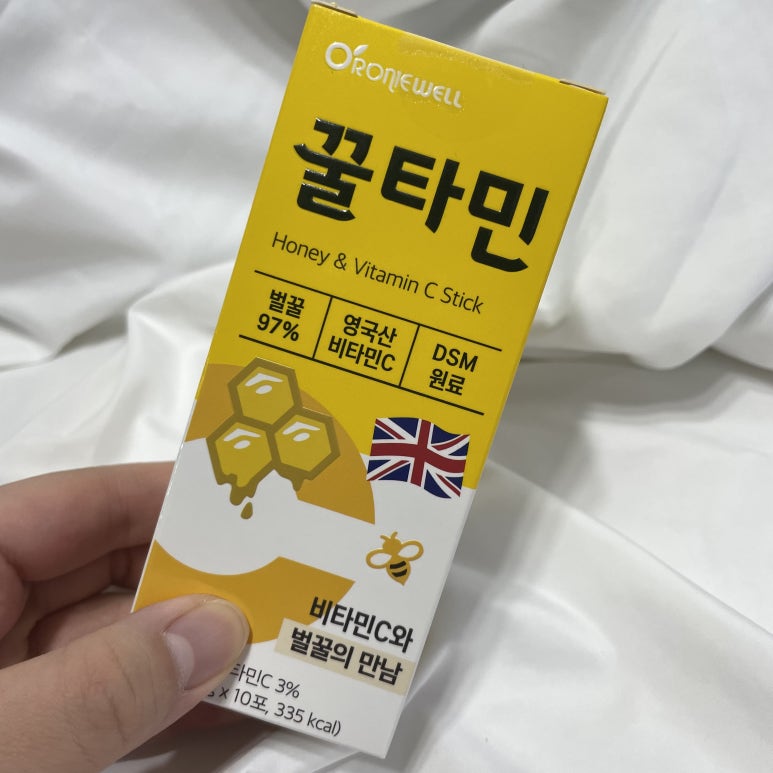 O'RONIEWELL
꿀타민
Honey & Vitamin C Stick
벌꿀
97%
영국산
비타민C
DSM
원료
비타민C와
벌꿀의 만남
타민C 3%
x 10포, 335 kcal)